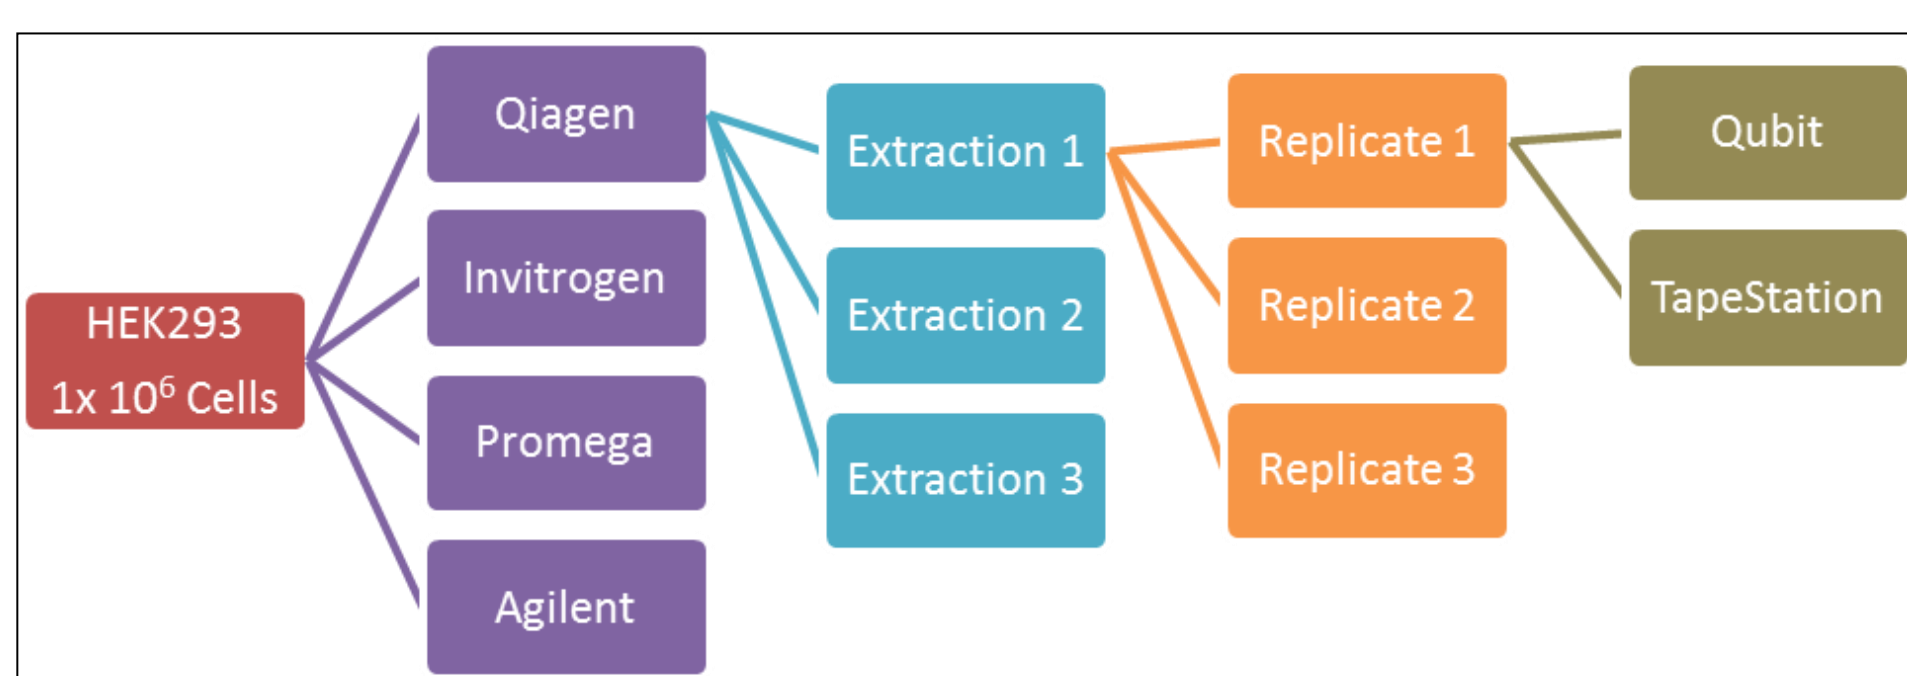 HEK293
1x 10⁶ Cells
Qiagen
Invitrogen
Promega
Agilent
Extraction 1
Extraction 2
Extraction 3
Replicate 1
Replicate 2
Replicate 3
Qubit
TapeStation